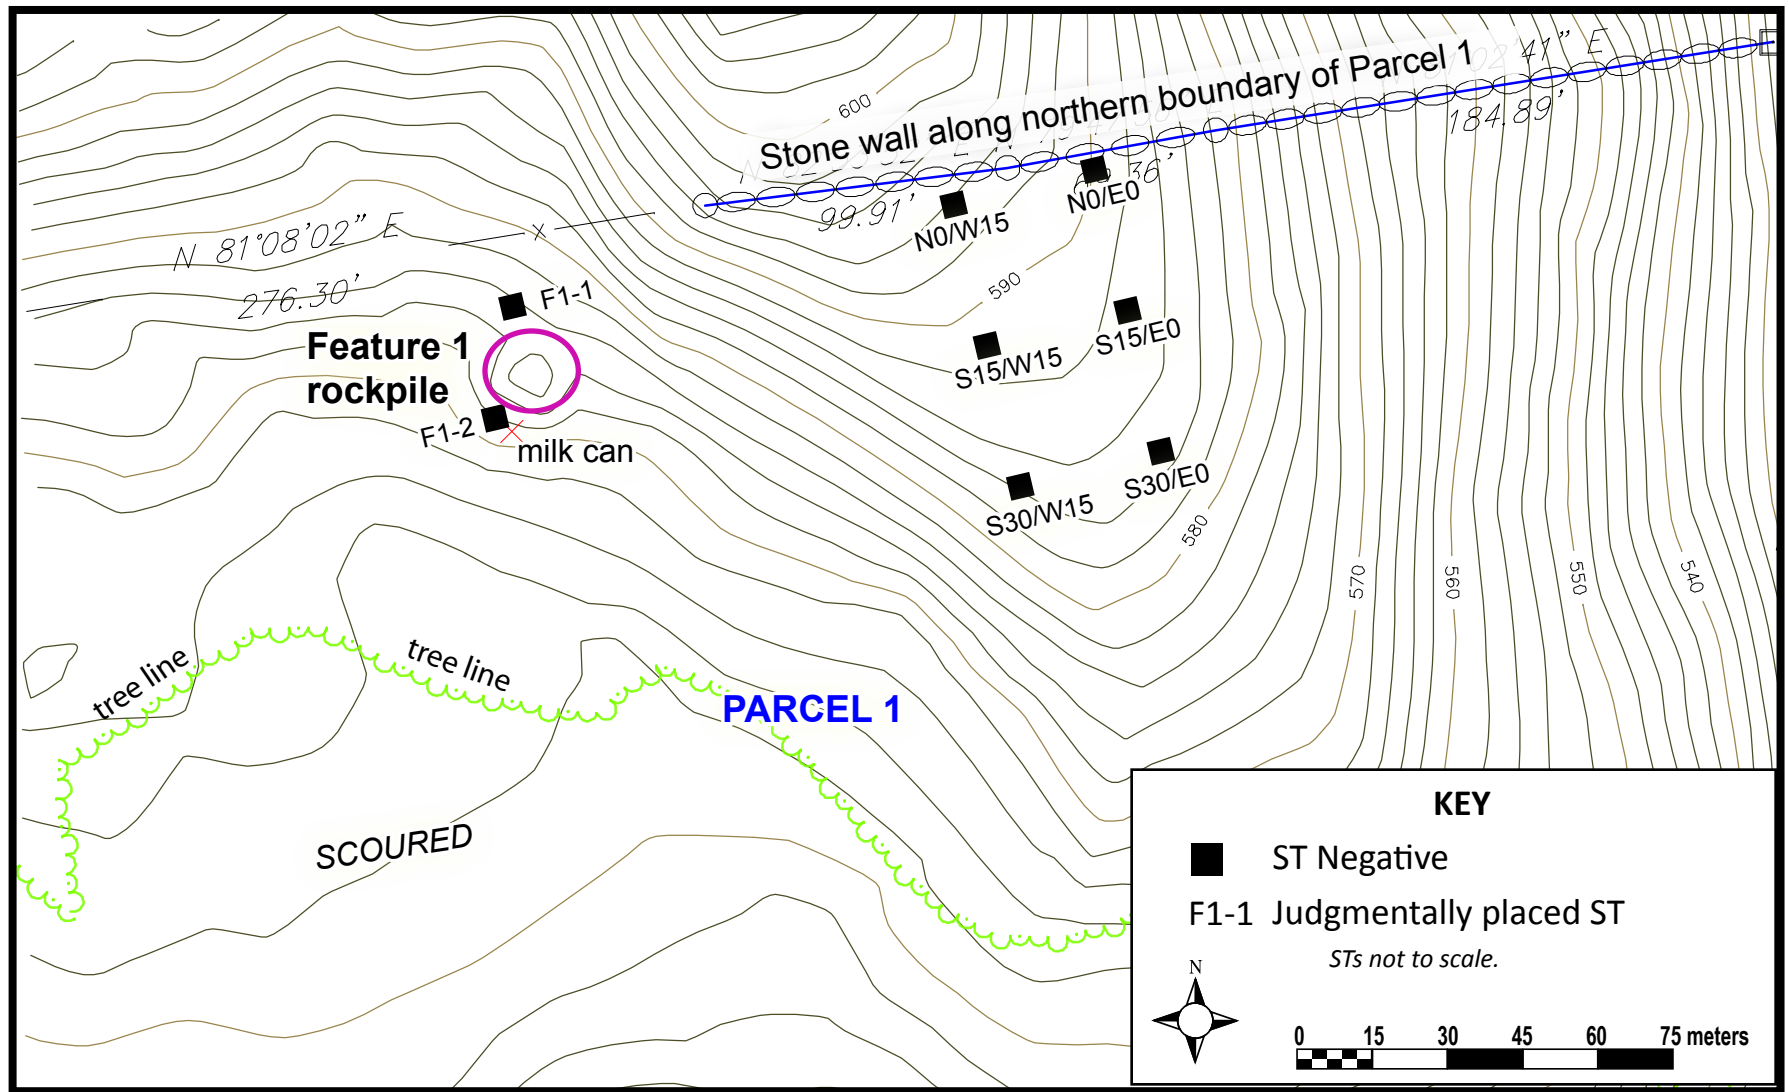 600
Stone wall along northern boundary of Parcel 1
41" E
184.89'
36'
99.91'
N0/E0
N0/W15
N 81°08'02" E
276.30'
590
F1-1
S15/E0
S15/W15
Feature 1
rockpile
F1-2
milk can
S30/E0
S30/W15
580
570
560
550
540
tree line
tree line
PARCEL 1
SCOURED
KEY
ST Negative
F1-1 Judgmentally placed ST
STs not to scale.
N
0 15 30 45 60 75 meters